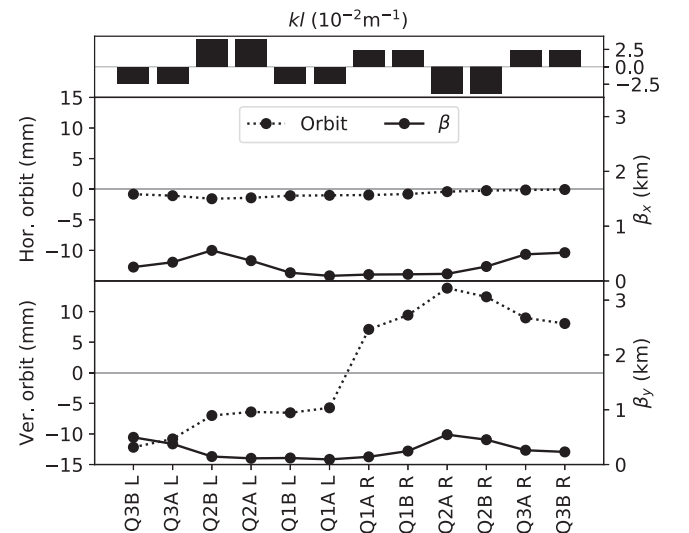 kl (10⁻²m⁻¹)
2.5
0.0
−2.5
15
10
5
0
−5
−10
Hor. orbit (mm)
Orbit
β
3
2
1
0
βx (km)
10
5
0
−5
−10
−15
Ver. orbit (mm)
3
2
1
0
βy (km)
Q3B L
Q3A L
Q2B L
Q2A L
Q1B L
Q1A L
Q1A R
Q1B R
Q2A R
Q2B R
Q3A R
Q3B R